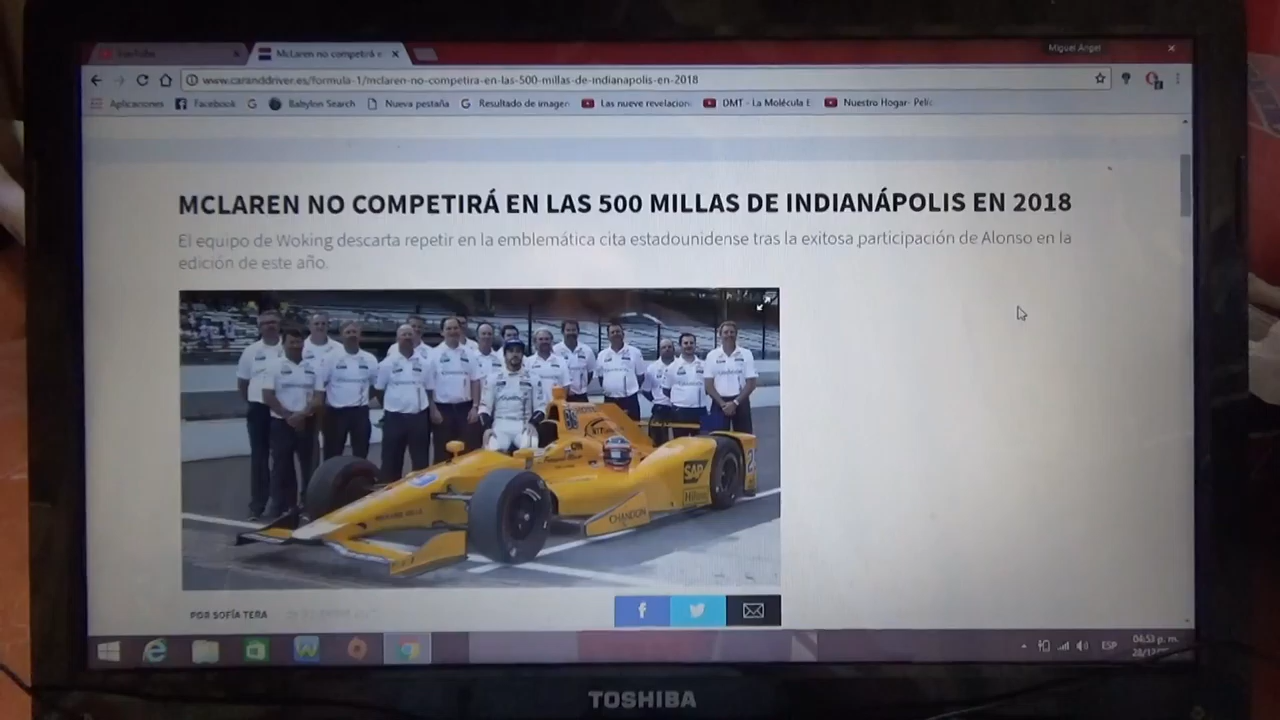 YouTube
McLaren no competirá e
Miguel Angel
www.caranddriver.es/formula-1/mclaren-no-competira-en-las-500-millas-de-indianapolis-en-2018
Aplicaciones Facebook Babylon Search Nueva pestaña Resultado de imagen Las nueve revelacion DMT - La Molécula E Nuestro Hogar- Pelíc
MCLAREN NO COMPETIRÁ EN LAS 500 MILLAS DE INDIANÁPOLIS EN 2018
El equipo de Woking descarta repetir en la emblemática cita estadounidense tras la exitosa participación de Alonso en la
edición de este año.
SAP
Hilton
CHANDON
POR SOFÍA TERA
ESP
04:53 p. m.
TOSHIBA